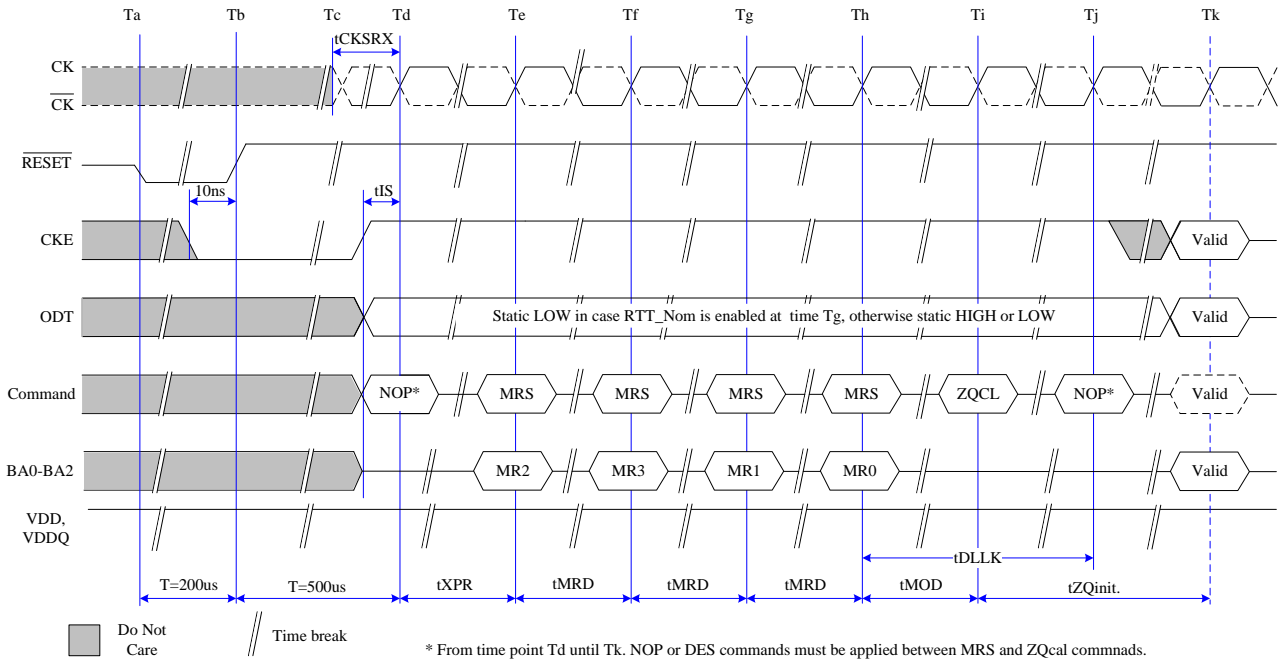 Ta Tb Tc Td Te Tf Tg Th Ti Tj Tk
tCKSRX
CK
CK
RESET
10ns
tIS
CKE
Valid
ODT
Static LOW in case RTT_Nom is enabled at time Tg, otherwise static HIGH or LOW
Valid
Command
NOP* MRS MRS MRS MRS ZQCL NOP* Valid
BA0-BA2
MR2 MR3 MR1 MR0 Valid
VDD,
VDDQ
tDLLK
T=200us T=500us tXPR tMRD tMRD tMRD tMOD tZQinit.
Do Not
Care
Time break
* From time point Td until Tk. NOP or DES commands must be applied between MRS and ZQcal commnads.